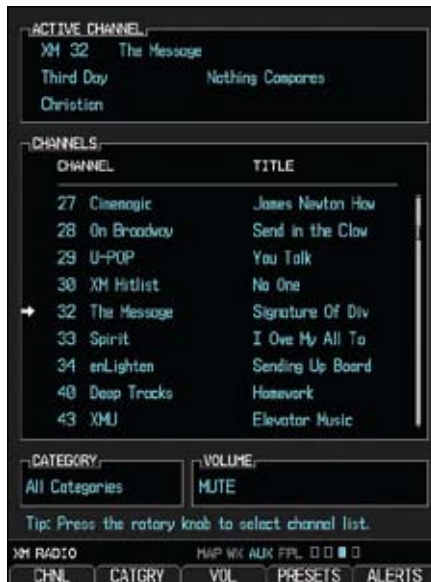 ACTIVE CHANNEL
XM 32 The Message
Third Day Nothing Compares
Christian
CHANNELS
CHANNEL TITLE
27 Cinemagic James Newton How
28 On Broadway Send in the Clow
29 U-POP You Talk
30 XM Hitlist No One
32 The Message Signature Of Div
33 Spirit I Owe My All To
34 enLighten Sending Up Board
40 Deep Tracks Homework
43 XMU Elevator Music
CATEGORY VOLUME
All Categories MUTE
Tip: Press the rotary knob to select channel list.
XM RADIO MAP WX AUX FPL
CHNL CATGRY VOL PRESETS ALERTS